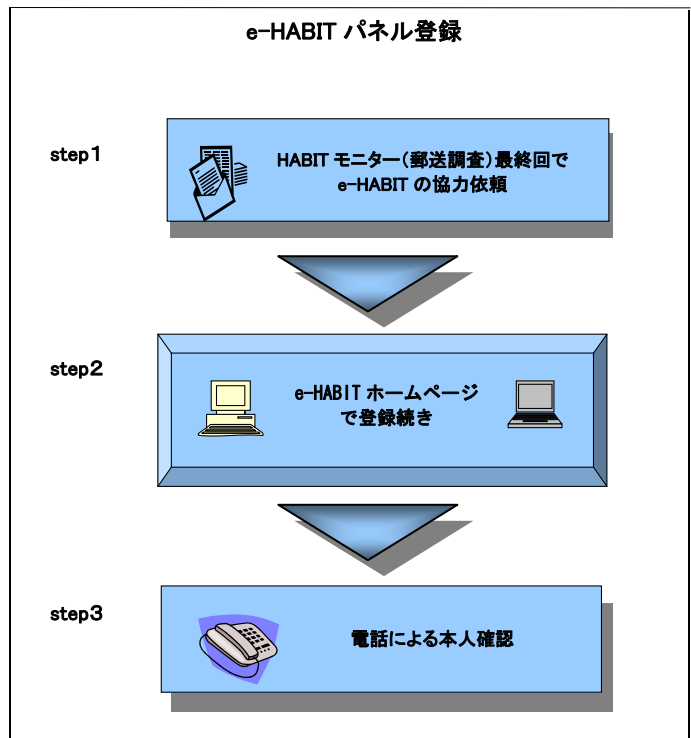 e-HABIT パネル登録
step1
HABIT モニター(郵送調査)最終回で
e-HABIT の協力依頼
step2
e-HABIT ホームページ
で登録続き
step3
電話による本人確認